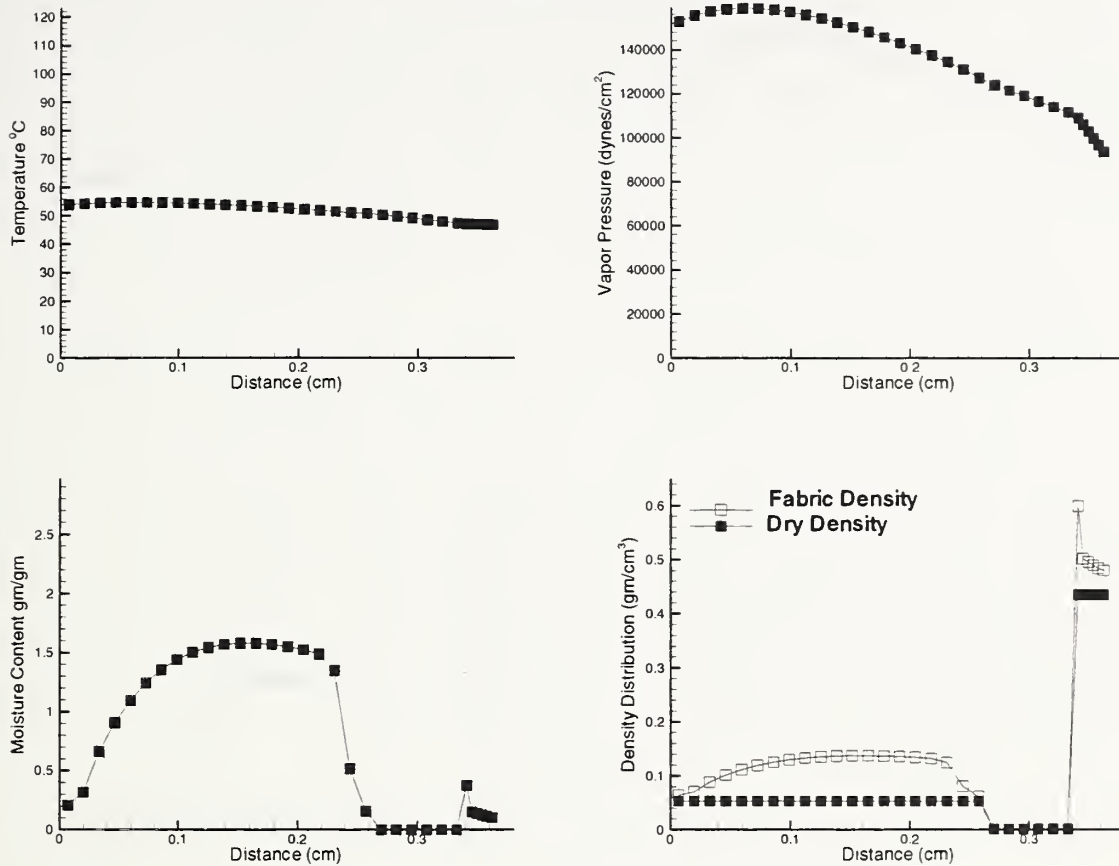 Temperature °C
120
110
100
90
80
70
60
50
40
30
20
10
0
0 0.1 0.2 0.3
Distance (cm)
Vapor Pressure (dynes/cm²)
140000
120000
100000
80000
60000
40000
20000
0
0 0.1 0.2 0.3
Distance (cm)
Moisture Content gm/gm
2.5
2
1.5
1
0.5
0
0 0.1 0.2 0.3
Distance (cm)
Density Distribution (gm/cm³)
0.6
0.5
0.4
0.3
0.2
0.1
0
0 0.1 0.2 0.3
Distance (cm)
Fabric Density
Dry Density